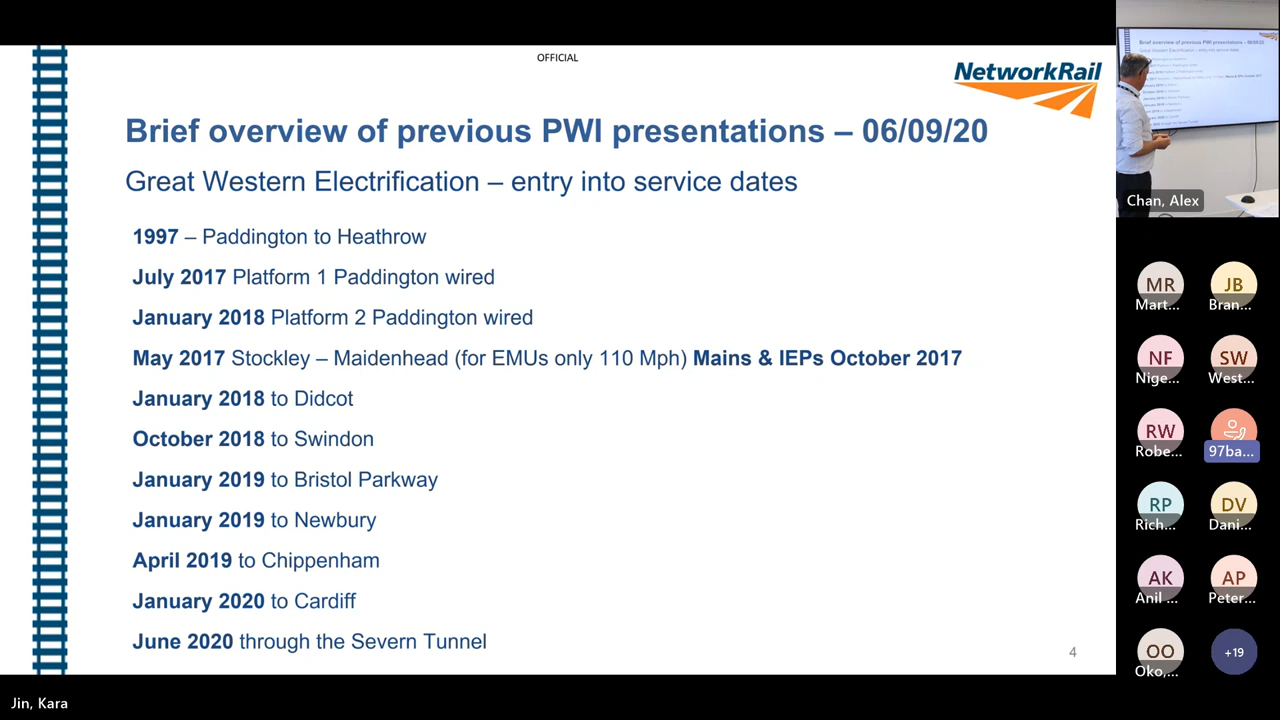 OFFICIAL
NetworkRail
Brief overview of previous PWI presentations – 06/09/20
Great Western Electrification – entry into service dates
1997 – Paddington to Heathrow
July 2017 Platform 1 Paddington wired
January 2018 Platform 2 Paddington wired
May 2017 Stockley – Maidenhead (for EMUs only 110 Mph) Mains & IEPs October 2017
January 2018 to Didcot
October 2018 to Swindon
January 2019 to Bristol Parkway
January 2019 to Newbury
April 2019 to Chippenham
January 2020 to Cardiff
June 2020 through the Severn Tunnel
4
Chan, Alex
MR
Mart...
JB
Bran...
NF
Nige...
SW
West...
RW
Robe...
97ba...
RP
Rich...
DV
Dani...
AK
Anil ...
AP
Peter...
OO
Oko,...
+19
Jin, Kara